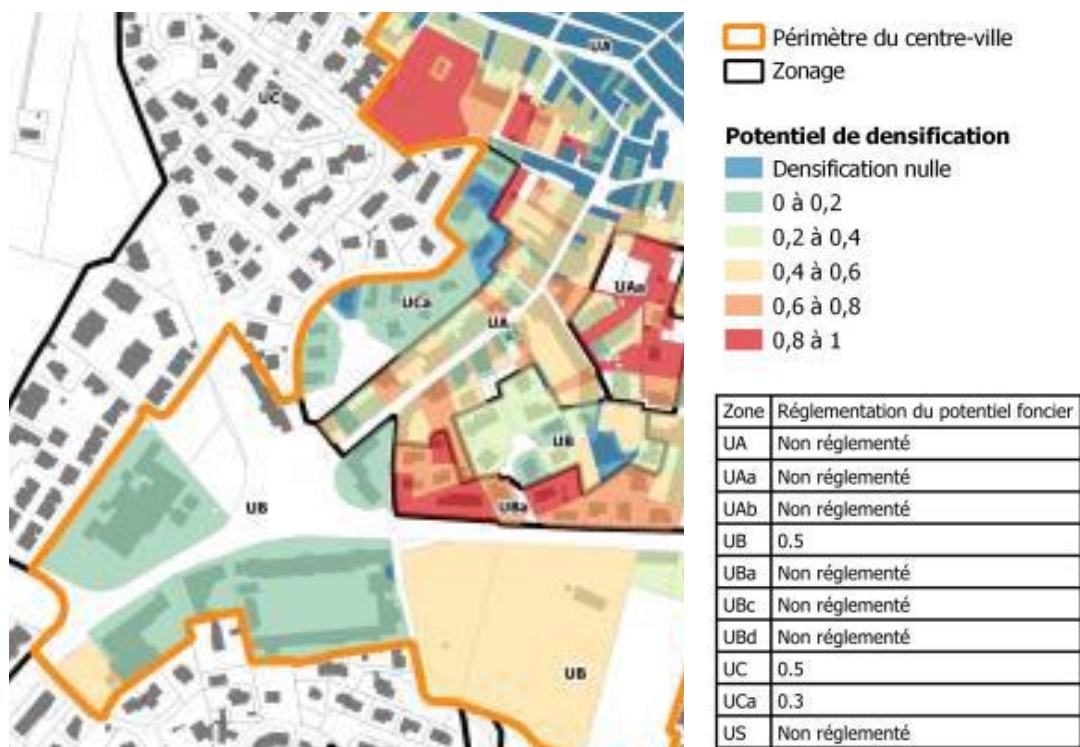 UA
UC
UAa
UCa
UA
UB
UBa
UB
UB
Périmètre du centre-ville
Zonage
Potentiel de densification
Densification nulle
0 à 0,2
0,2 à 0,4
0,4 à 0,6
0,6 à 0,8
0,8 à 1
Zone Réglementation du potentiel foncier
UA Non réglementé
UAa Non réglementé
UAb Non réglementé
UB 0.5
UBa Non réglementé
UBc Non réglementé
UBd Non réglementé
UC 0.5
UCa 0.3
US Non réglementé